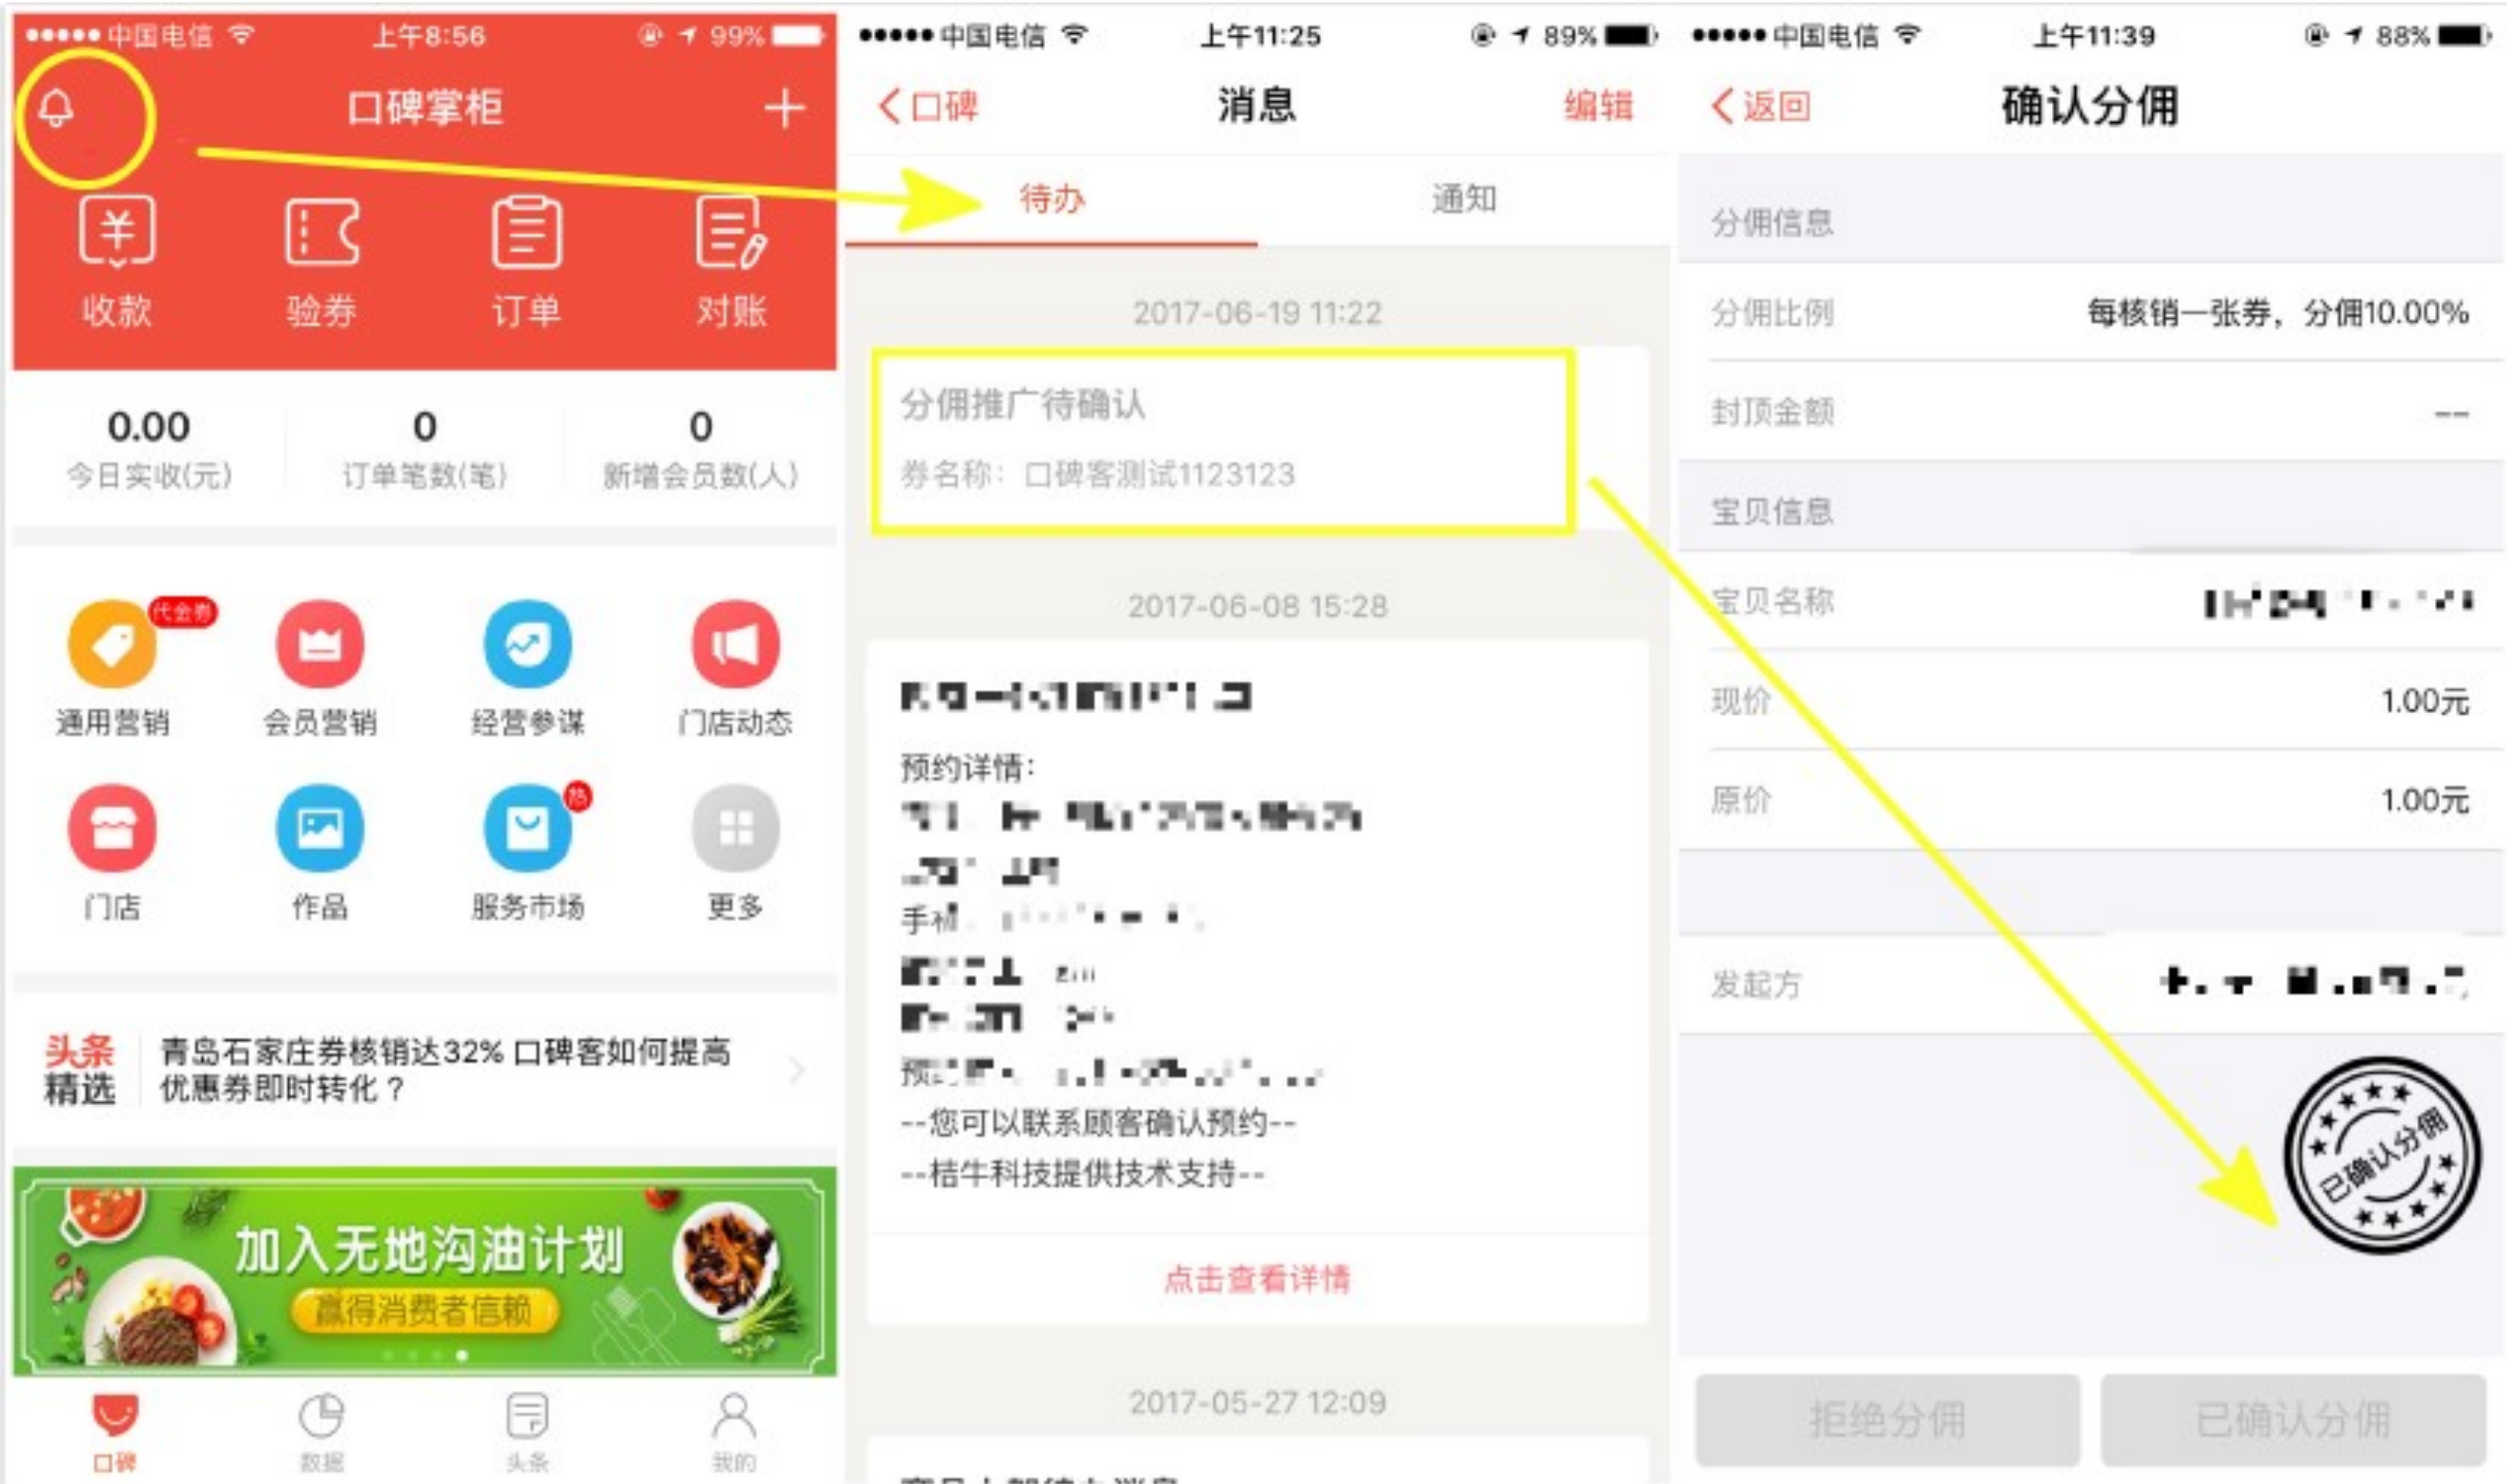 中国电信
上午8:56
99%
口碑掌柜
收款
验券
订单
对账
0.00
0
0
今日实收(元)
订单笔数(笔)
新增会员数(人)
代金券
通用营销
会员营销
经营参谋
门店动态
热
门店
作品
服务市场
更多
头条
精选
青岛石家庄券核销达32% 口碑客如何提高
优惠券即时转化？
加入无地沟油计划
赢得消费者信赖
口碑
数据
头条
我的
中国电信
上午11:25
89%
口碑
消息
编辑
待办
通知
2017-06-19 11:22
分佣推广待确认
券名称：口碑客测试1123123
2017-06-08 15:28
预约详情：
--您可以联系顾客确认预约--
--桔牛科技提供技术支持--
点击查看详情
2017-05-27 12:09
中国电信
上午11:39
88%
返回
确认分佣
分佣信息
分佣比例
每核销一张券，分佣10.00%
封顶金额
--
宝贝信息
宝贝名称
现价
1.00元
原价
1.00元
发起方
已确认分佣
拒绝分佣
已确认分佣